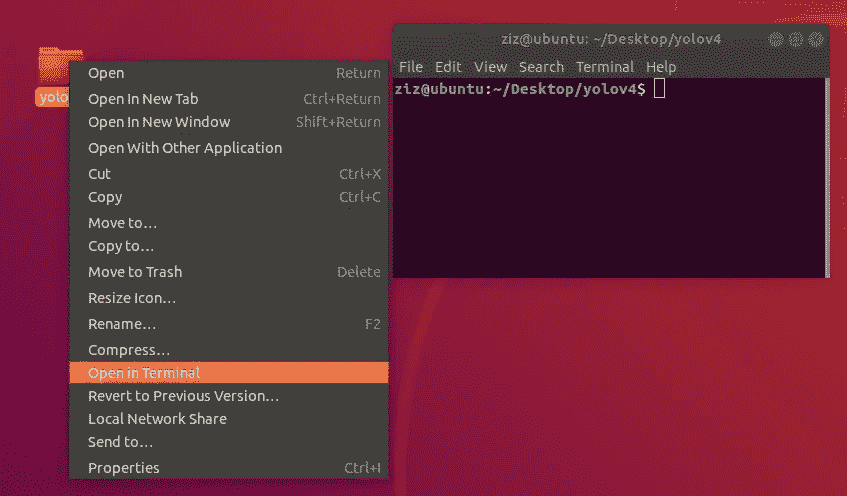 yolo
Open Return
Open In New Tab Ctrl+Return
Open In New Window Shift+Return
Open With Other Application
Cut Ctrl+X
Copy Ctrl+C
Move to…
Copy to…
Move to Trash Delete
Resize Icon…
Rename… F2
Compress…
Open in Terminal
Revert to Previous Version…
Local Network Share
Send to…
Properties Ctrl+I
ziz@ubuntu: ~/Desktop/yolov4
File Edit View Search Terminal Help
ziz@ubuntu:~/Desktop/yolov4$